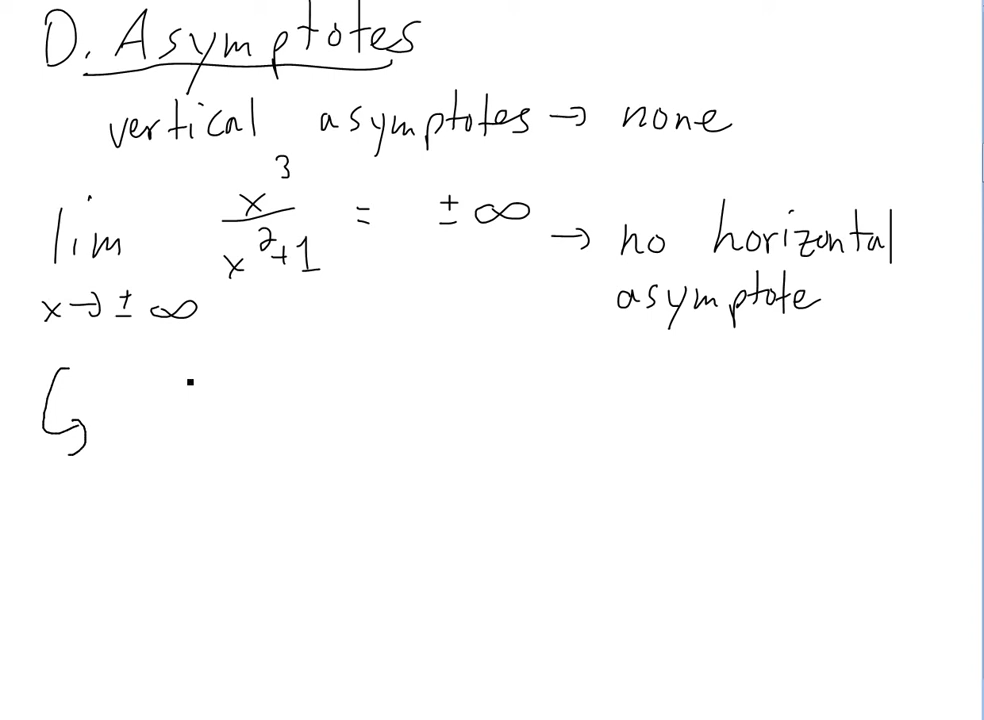 D. Asymptotes
vertical asymptotes → none
lim x→±∞ x³/(x²+1) = ±∞ → no horizontal
asymptote